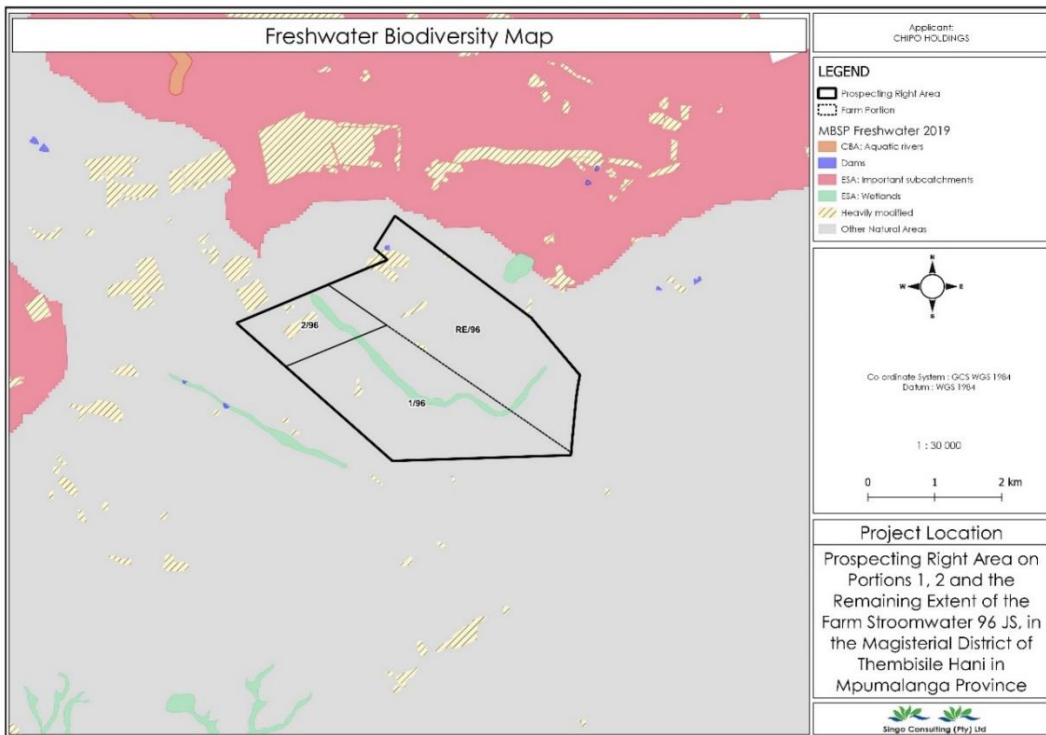 Freshwater Biodiversity Map
2/96
RE/96
1/96
Applicant:
CHIPO HOLDINGS
LEGEND
Prospecting Right Area
Farm Portion
MBSP Freshwater 2019
CBA: Aquatic rivers
Dams
ESA: Important subcatchments
ESA: Wetlands
Heavily modified
Other Natural Areas
N
W E
S
Co ordinate System : GCS WGS 1984
Datum : WGS 1984
1 : 30 000
0 1 2 km
Project Location
Prospecting Right Area on
Portions 1, 2 and the
Remaining Extent of the
Farm Stroomwater 96 JS, in
the Magisterial District of
Thembisile Hani in
Mpumalanga Province
Singo Consulting (Pty) Ltd